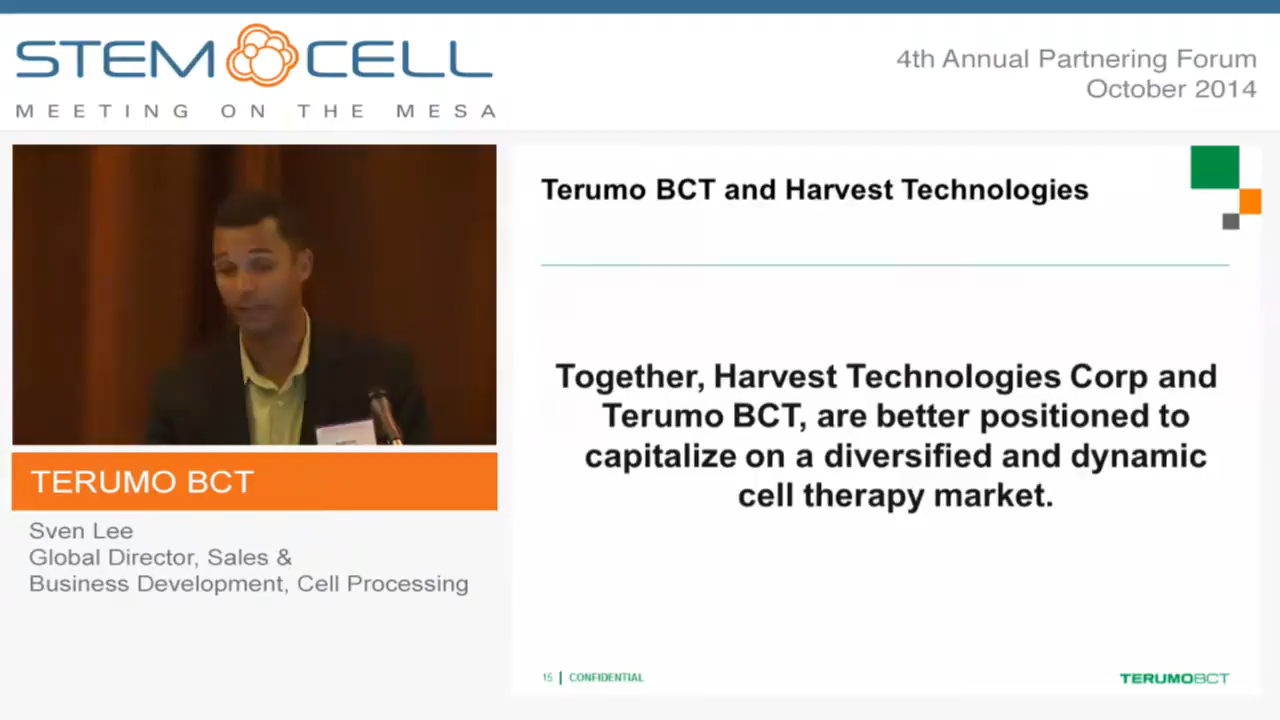 STEM CELL
MEETING ON THE MESA
4th Annual Partnering Forum
October 2014
TERUMO BCT
Sven Lee
Global Director, Sales &
Business Development, Cell Processing
Terumo BCT and Harvest Technologies
Together, Harvest Technologies Corp and
Terumo BCT, are better positioned to
capitalize on a diversified and dynamic
cell therapy market.
15 | CONFIDENTIAL
TERUMOBCT